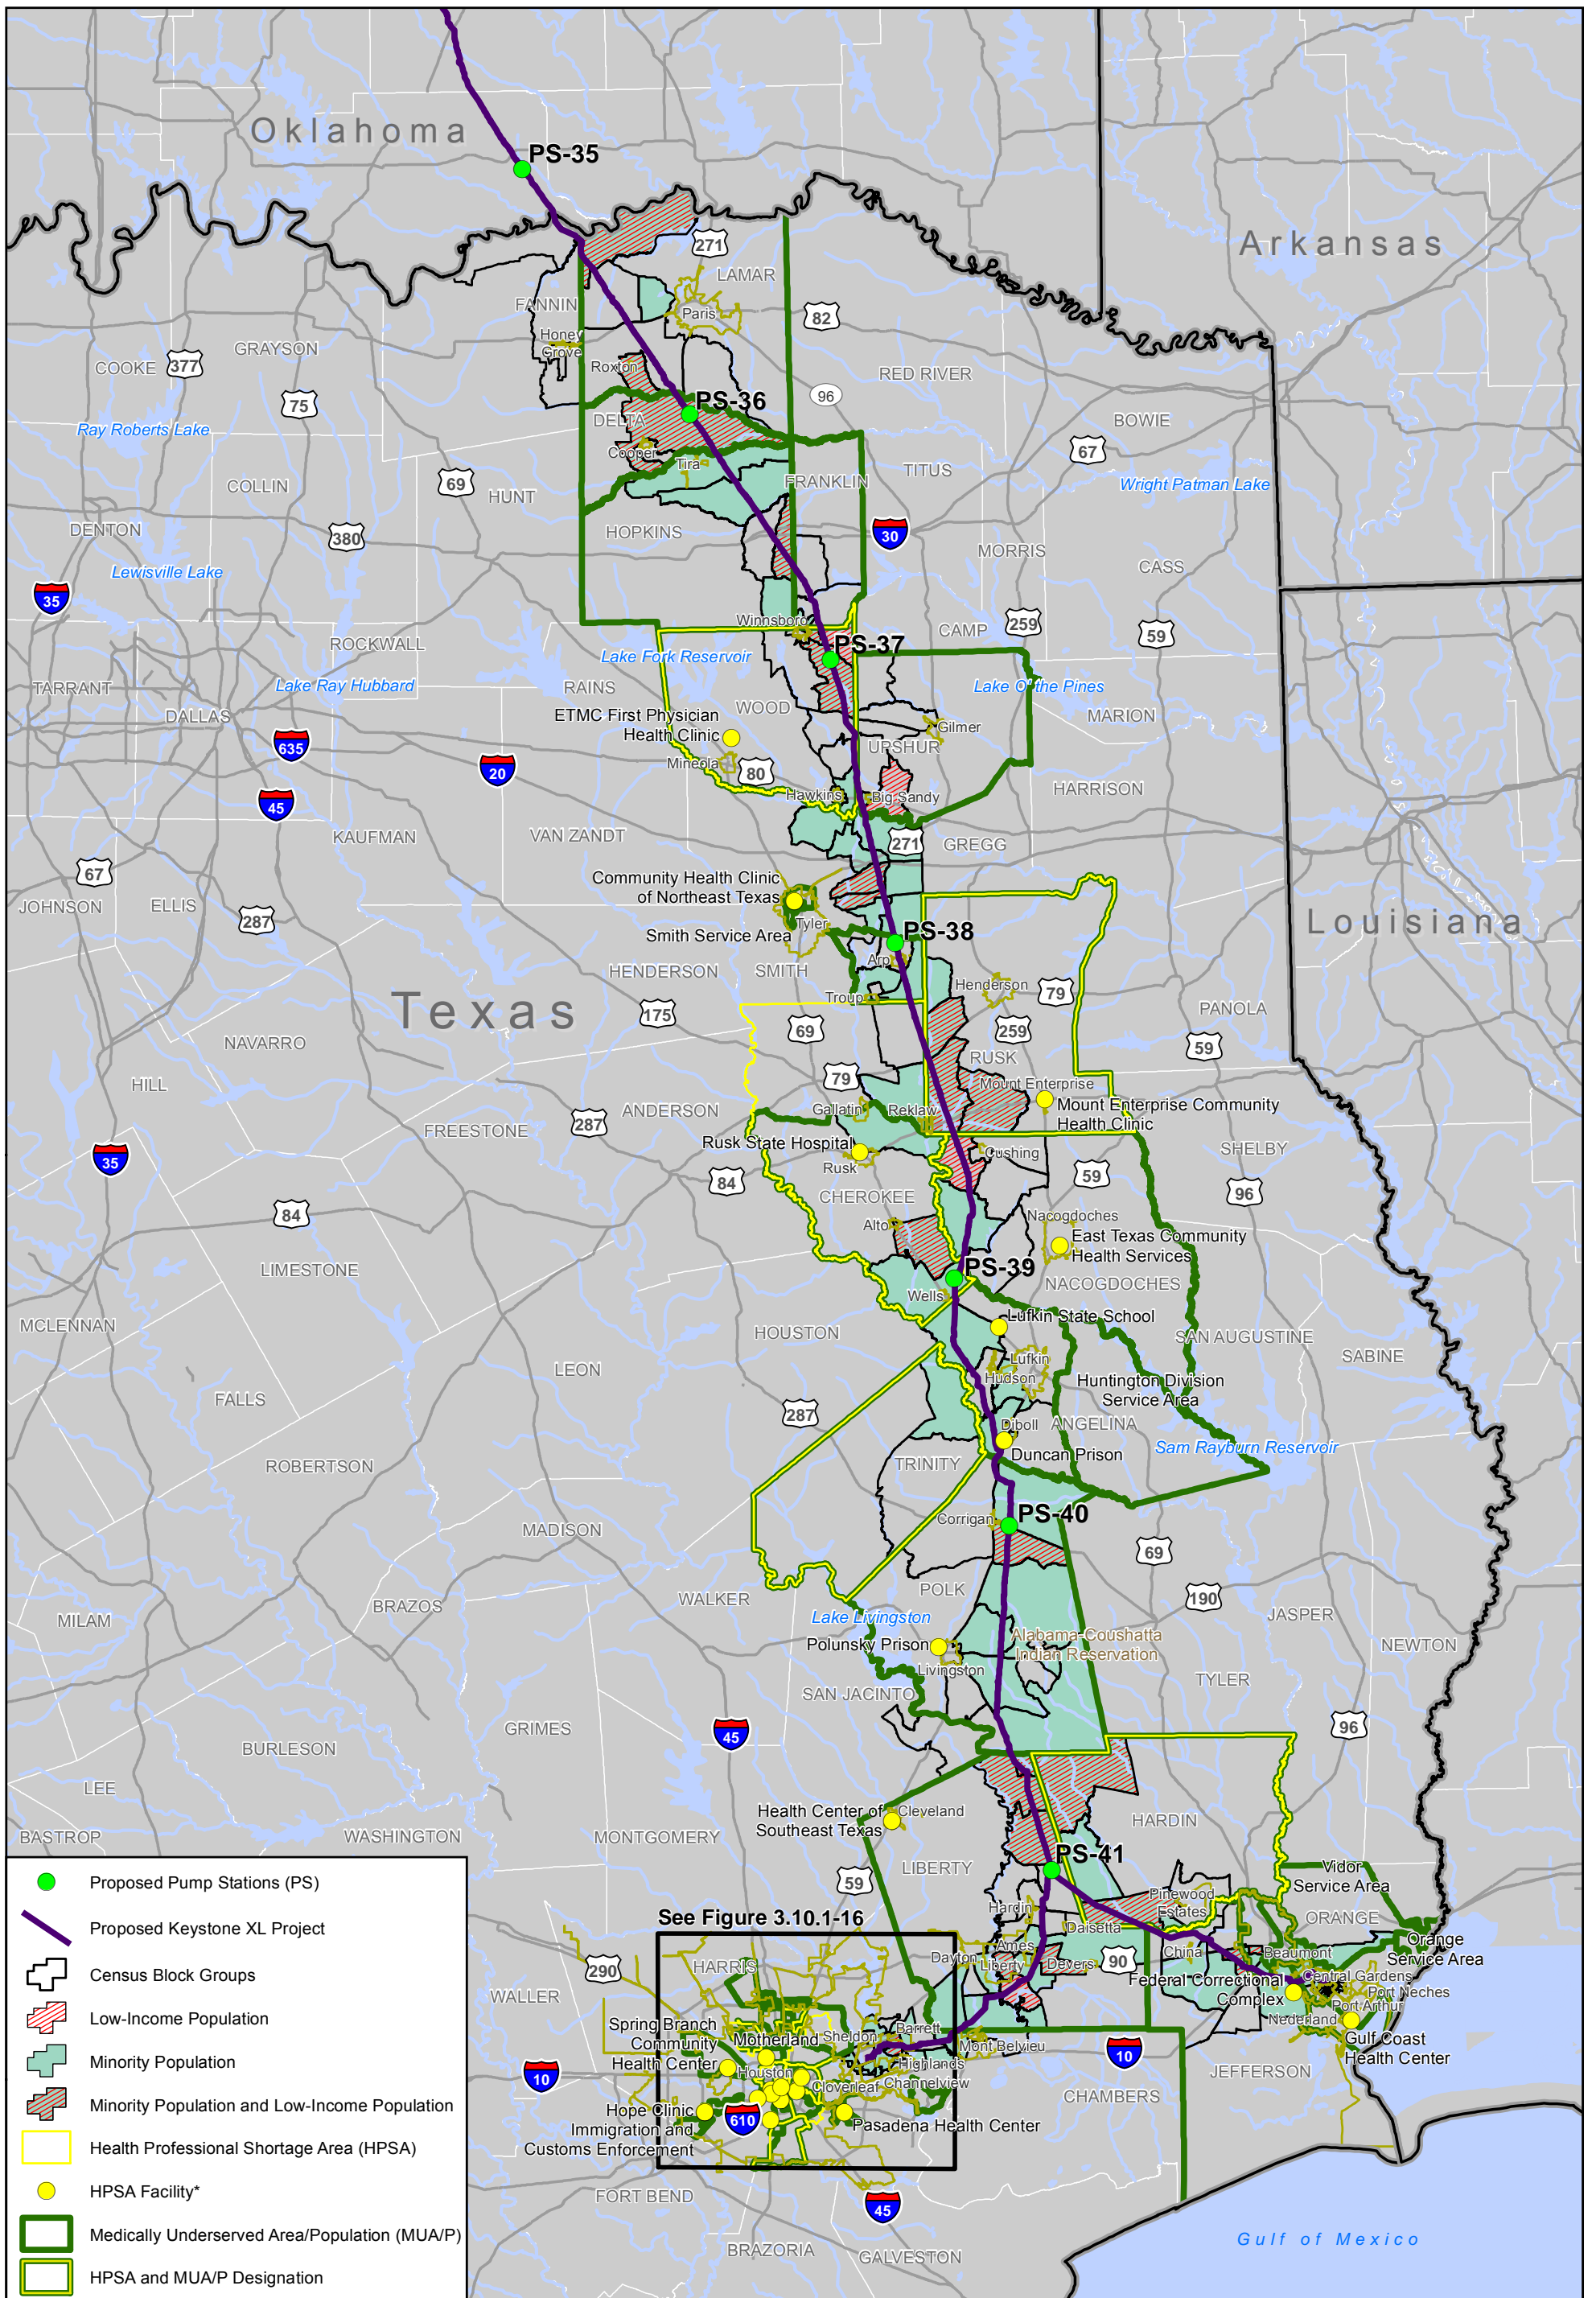 Oklahoma
PS-35
Arkansas
271
LAMAR
FANNIN
Paris
82
Honey
Grove
GRAYSON
COOKE
377
Roxton
RED RIVER
75
96
PS-36
DELTA
BOWIE
Ray Roberts Lake
67
Cooper
Tira
TITUS
FRANKLIN
Wright Patman Lake
69
COLLIN
HUNT
DENTON
380
HOPKINS
30
MORRIS
CASS
Lewisville Lake
35
Winnsboro
CAMP
259
59
ROCKWALL
PS-37
Lake Fork Reservoir
Lake Ray Hubbard
TARRANT
RAINS
Lake O' the Pines
WOOD
DALLAS
ETMC First Physician
Health Clinic
MARION
Gilmer
635
UPSHUR
20
Mineola
80
HARRISON
45
Hawkins
Big Sandy
KAUFMAN
VAN ZANDT
271
GREGG
67
Community Health Clinic
of Northeast Texas
JOHNSON
ELLIS
287
Tyler
Louisiana
Smith Service Area
PS-38
Arp
HENDERSON
SMITH
Troup
Henderson
79
Texas
175
69
259
PANOLA
NAVARRO
RUSK
59
HILL
79
Mount Enterprise
ANDERSON
Gallatin
Reklaw
Mount Enterprise Community
Health Clinic
287
FREESTONE
Rusk State Hospital
35
Cushing
SHELBY
Rusk
84
59
96
CHEROKEE
84
Alto
Nacogdoches
East Texas Community
Health Services
LIMESTONE
PS-39
NACOGDOCHES
Wells
MCLENNAN
Lufkin State School
HOUSTON
SAN AUGUSTINE
SABINE
LEON
Lufkin
Hudson
Huntington Division
Service Area
FALLS
287
Diboll
ANGELINA
Sam Rayburn Reservoir
Duncan Prison
ROBERTSON
TRINITY
PS-40
Corrigan
MADISON
69
POLK
WALKER
190
BRAZOS
JASPER
MILAM
Lake Livingston
Alabama-Coushatta
Indian Reservation
Polunsky Prison
NEWTON
Livingston
TYLER
SAN JACINTO
GRIMES
45
96
BURLESON
LEE
Health Center of
Southeast Texas
Cleveland
HARDIN
BASTROP
WASHINGTON
MONTGOMERY
PS-41
LIBERTY
Vidor
Service Area
59
Pinewood
Estates
Hardin
See Figure 3.10.1-16
Daisetta
ORANGE
Orange
Service Area
Ames
Dayton
China
Beaumont
Liberty
Devers
90
290
HARRIS
Federal Correctional
Complex
Central Gardens
Port Neches
WALLER
Port Arthur
Nederland
Spring Branch
Community
Health Center
Motherland
Sheldon
Barrett
Gulf Coast
Health Center
Mont Belvieu
10
Highlands
10
Houston
JEFFERSON
Cloverleaf
Channelview
CHAMBERS
Hope Clinic
610
Immigration and
Customs Enforcement
Pasadena Health Center
FORT BEND
45
BRAZORIA
GALVESTON
Gulf of Mexico
Proposed Pump Stations (PS)
Proposed Keystone XL Project
Census Block Groups
Low-Income Population
Minority Population
Minority Population and Low-Income Population
Health Professional Shortage Area (HPSA)
HPSA Facility*
Medically Underserved Area/Population (MUA/P)
HPSA and MUA/P Designation